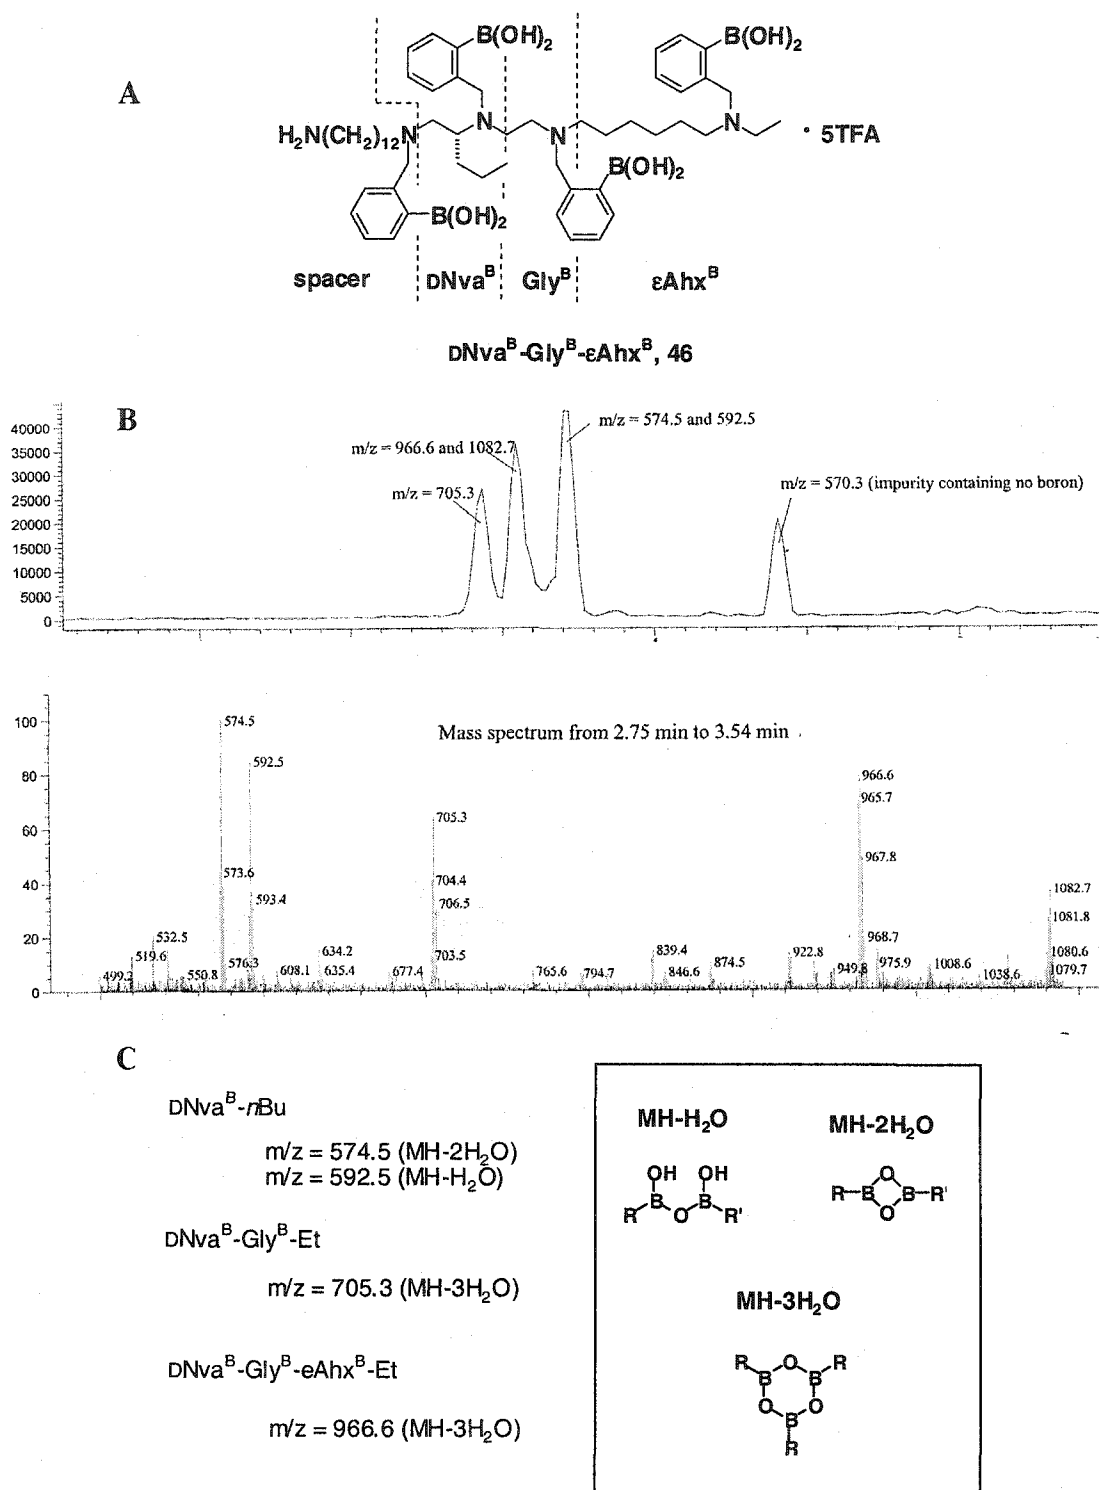 A
B(OH)2
B(OH)2
H2N(CH2)12N
N
N
N
• 5TFA
B(OH)2
B(OH)2
spacer
DNvaB
GlyB
εAhxB
DNvaB-GlyB-εAhxB, 46
B
40000
35000
30000
25000
20000
15000
10000
5000
0
m/z = 574.5 and 592.5
m/z = 966.6 and 1082.7
m/z = 705.3
m/z = 570.3 (impurity containing no boron)
Mass spectrum from 2.75 min to 3.54 min
100
80
60
40
20
0
574.5
592.5
573.6
593.4
532.5
519.6
499.2
550.8
576.3
608.1
634.2
635.4
677.4
705.3
704.4
706.5
703.5
765.6
794.7
839.4
846.6
874.5
922.8
949.8
966.6
965.7
967.8
968.7
975.9
1008.6
1038.6
1082.7
1081.8
1080.6
1079.7
C
DNvaB-nBu
m/z = 574.5 (MH-2H2O)
m/z = 592.5 (MH-H2O)
DNvaB-GlyB-Et
m/z = 705.3 (MH-3H2O)
DNvaB-GlyB-eAhxB-Et
m/z = 966.6 (MH-3H2O)
MH-H2O
OH OH
B B
R O R'
MH-2H2O
O
R-B B-R'
O
MH-3H2O
R O R
B B
O O
B
R